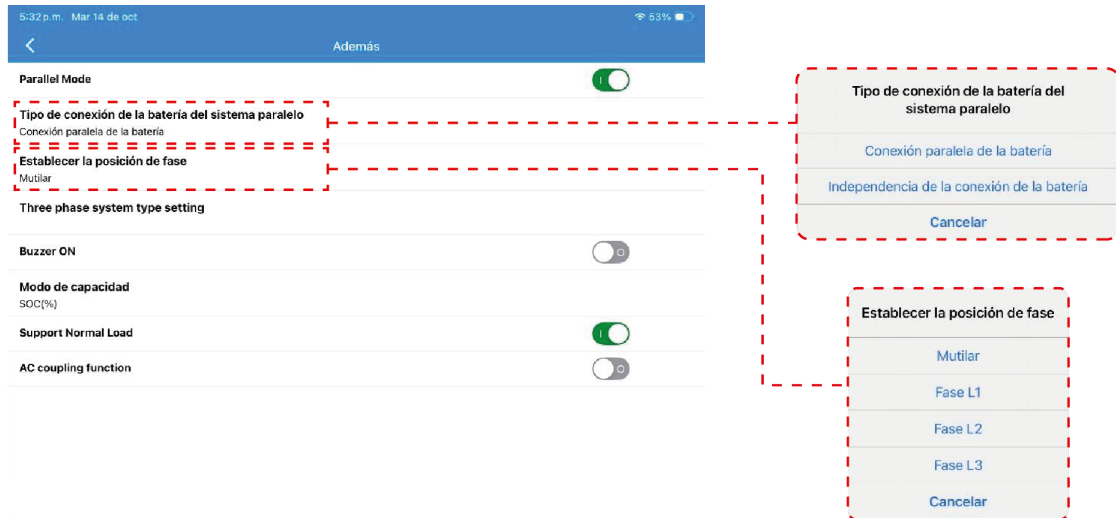 5:32 p.m. Mar 14 de oct
53%
Además
Parallel Mode
Tipo de conexión de la batería del sistema paralelo
Conexión paralela de la batería
Establecer la posición de fase
Mutilar
Three phase system type setting
Buzzer ON
Modo de capacidad
SOC(%)
Support Normal Load
AC coupling function
Tipo de conexión de la batería del
sistema paralelo
Conexión paralela de la batería
Independencia de la conexión de la batería
Cancelar
Establecer la posición de fase
Mutilar
Fase L1
Fase L2
Fase L3
Cancelar